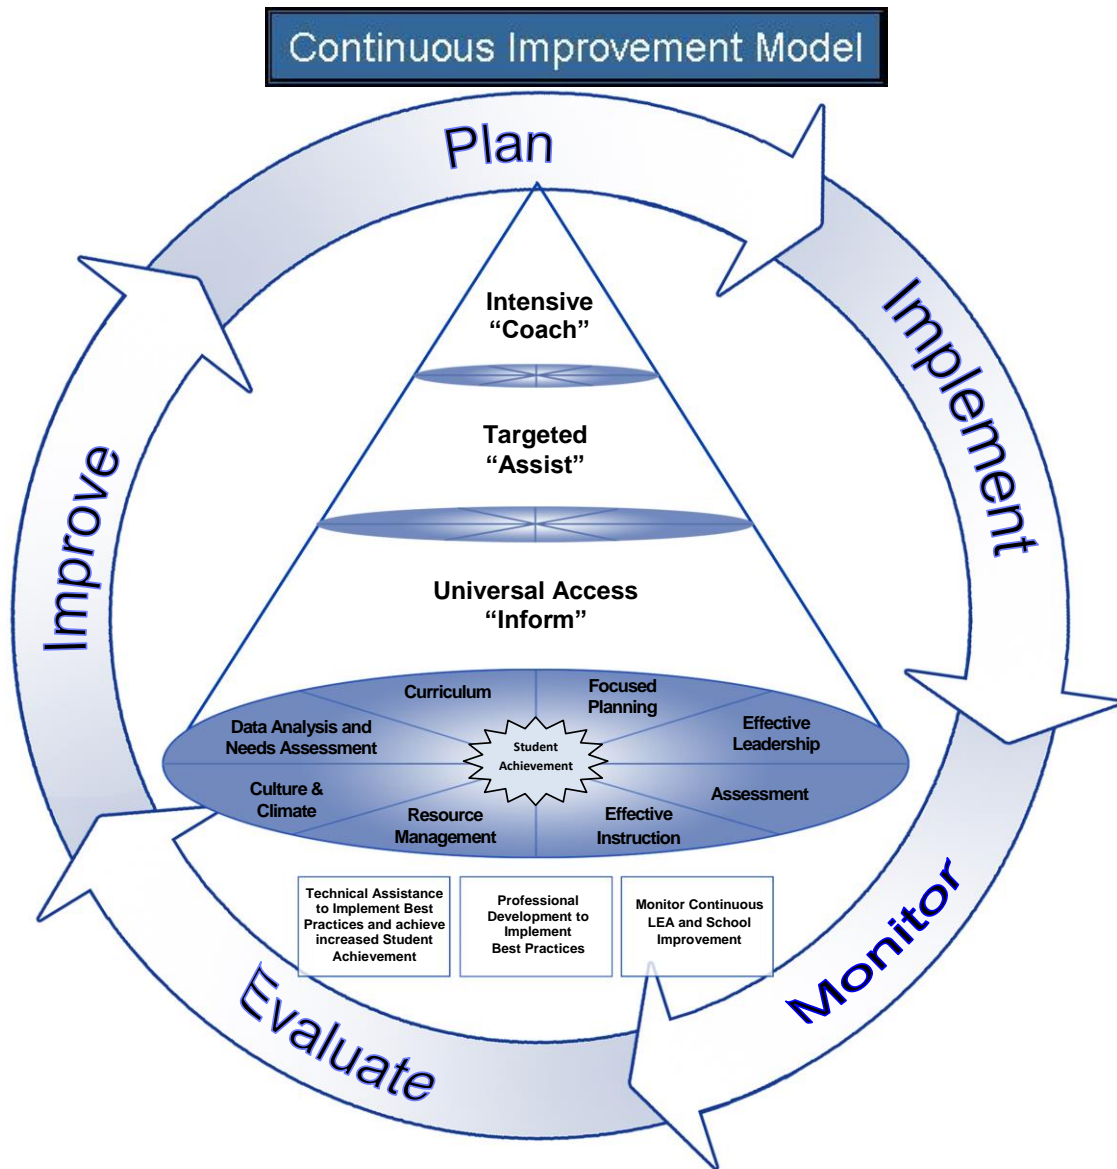 Continuous Improvement Model
Plan
Implement
Monitor
Evaluate
Improve
Intensive
“Coach”
Targeted
“Assist”
Universal Access
“Inform”
Curriculum
Focused
Planning
Data Analysis and
Needs Assessment
Effective
Leadership
Student
Achievement
Culture &
Climate
Assessment
Resource
Management
Effective
Instruction
Technical Assistance
to Implement Best
Practices and achieve
increased Student
Achievement
Professional
Development to
Implement
Best Practices
Monitor Continuous
LEA and School
Improvement